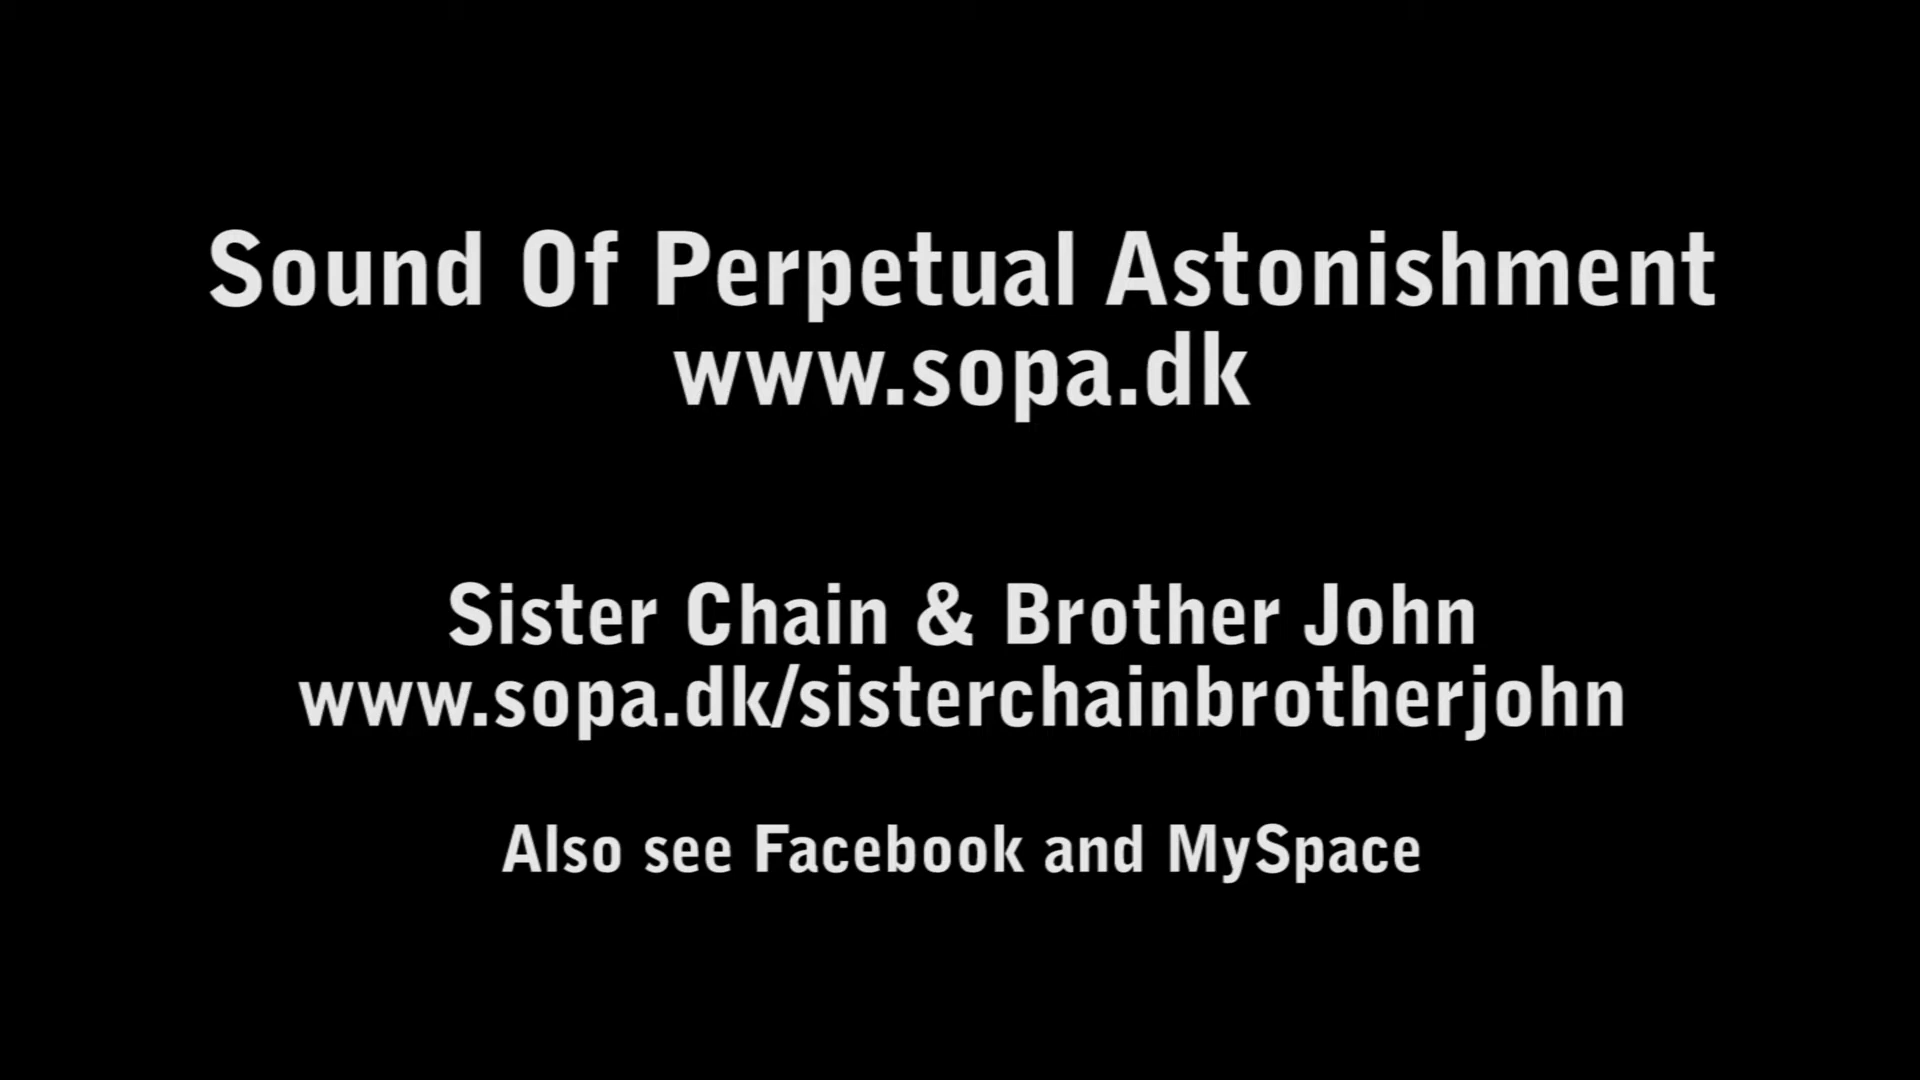 Sound Of Perpetual Astonishment
www.sopa.dk
Sister Chain & Brother John
www.sopa.dk/sisterchainbrotherjohn
Also see Facebook and MySpace